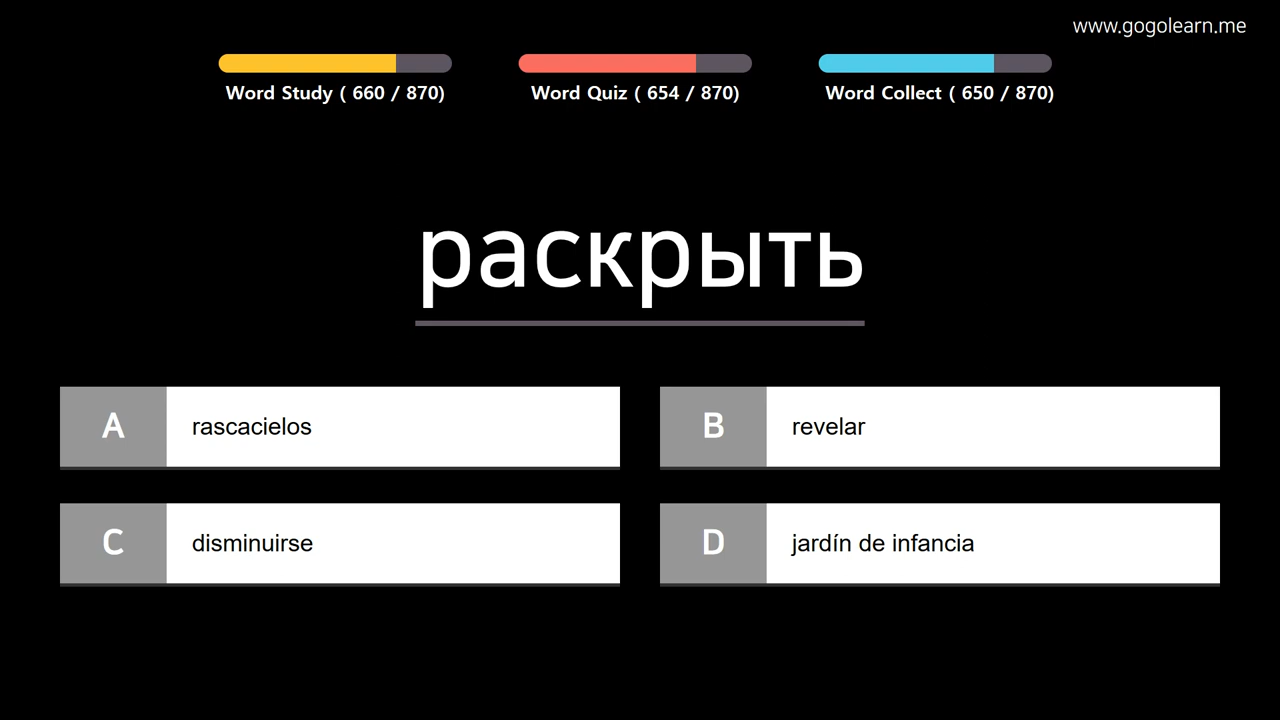 www.gogolearn.me
Word Study ( 660 / 870)
Word Quiz ( 654 / 870)
Word Collect ( 650 / 870)
раскрыть
A rascacielos
B revelar
C disminuirse
D jardín de infancia